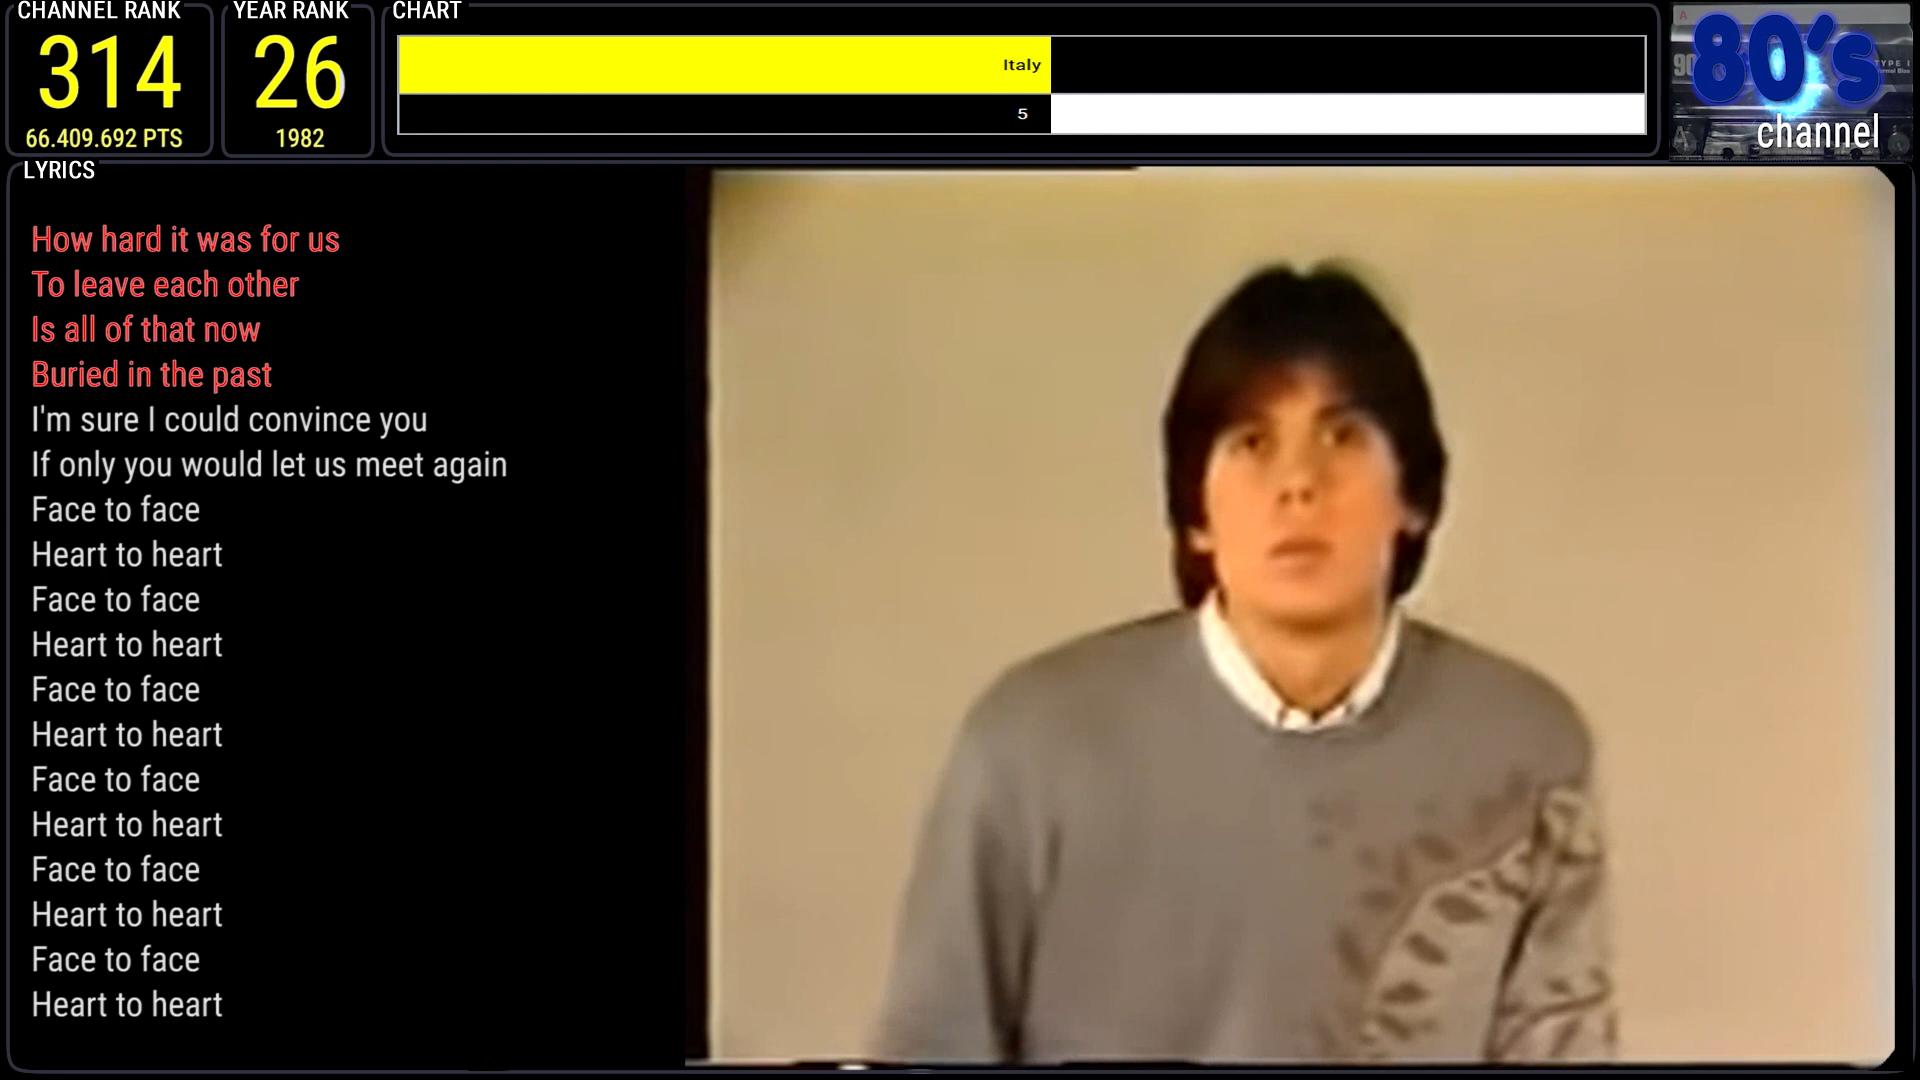 CHANNEL RANK
314
66.409.692 PTS
YEAR RANK
26
1982
CHART
Italy
5
80's
channel
A
90
TYPE I
A
LYRICS
How hard it was for us
To leave each other
Is all of that now
Buried in the past
I'm sure I could convince you
If only you would let us meet again
Face to face
Heart to heart
Face to face
Heart to heart
Face to face
Heart to heart
Face to face
Heart to heart
Face to face
Heart to heart
Face to face
Heart to heart